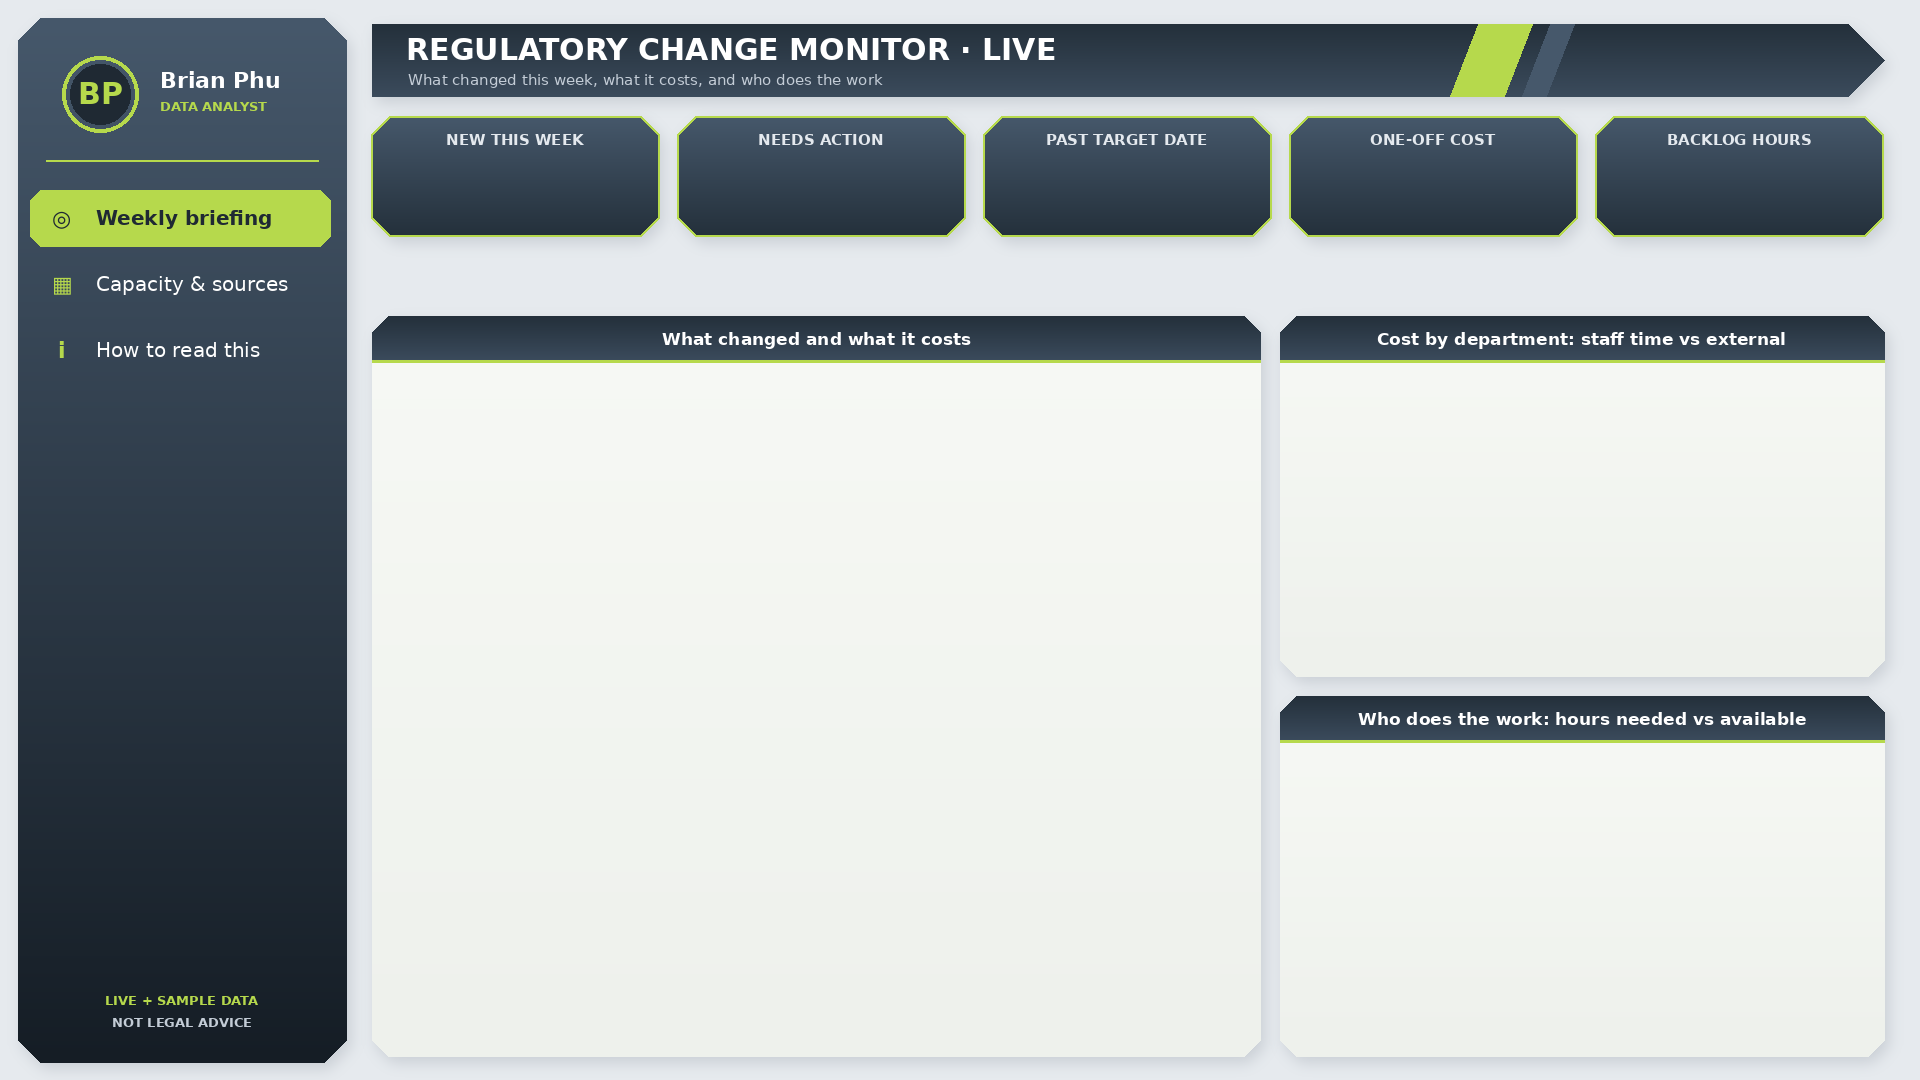 BP
Brian Phu
DATA ANALYST
Weekly briefing
Capacity & sources
i How to read this
LIVE + SAMPLE DATA
NOT LEGAL ADVICE
REGULATORY CHANGE MONITOR · LIVE
What changed this week, what it costs, and who does the work
NEW THIS WEEK
NEEDS ACTION
PAST TARGET DATE
ONE-OFF COST
BACKLOG HOURS
What changed and what it costs
Cost by department: staff time vs external
Who does the work: hours needed vs available